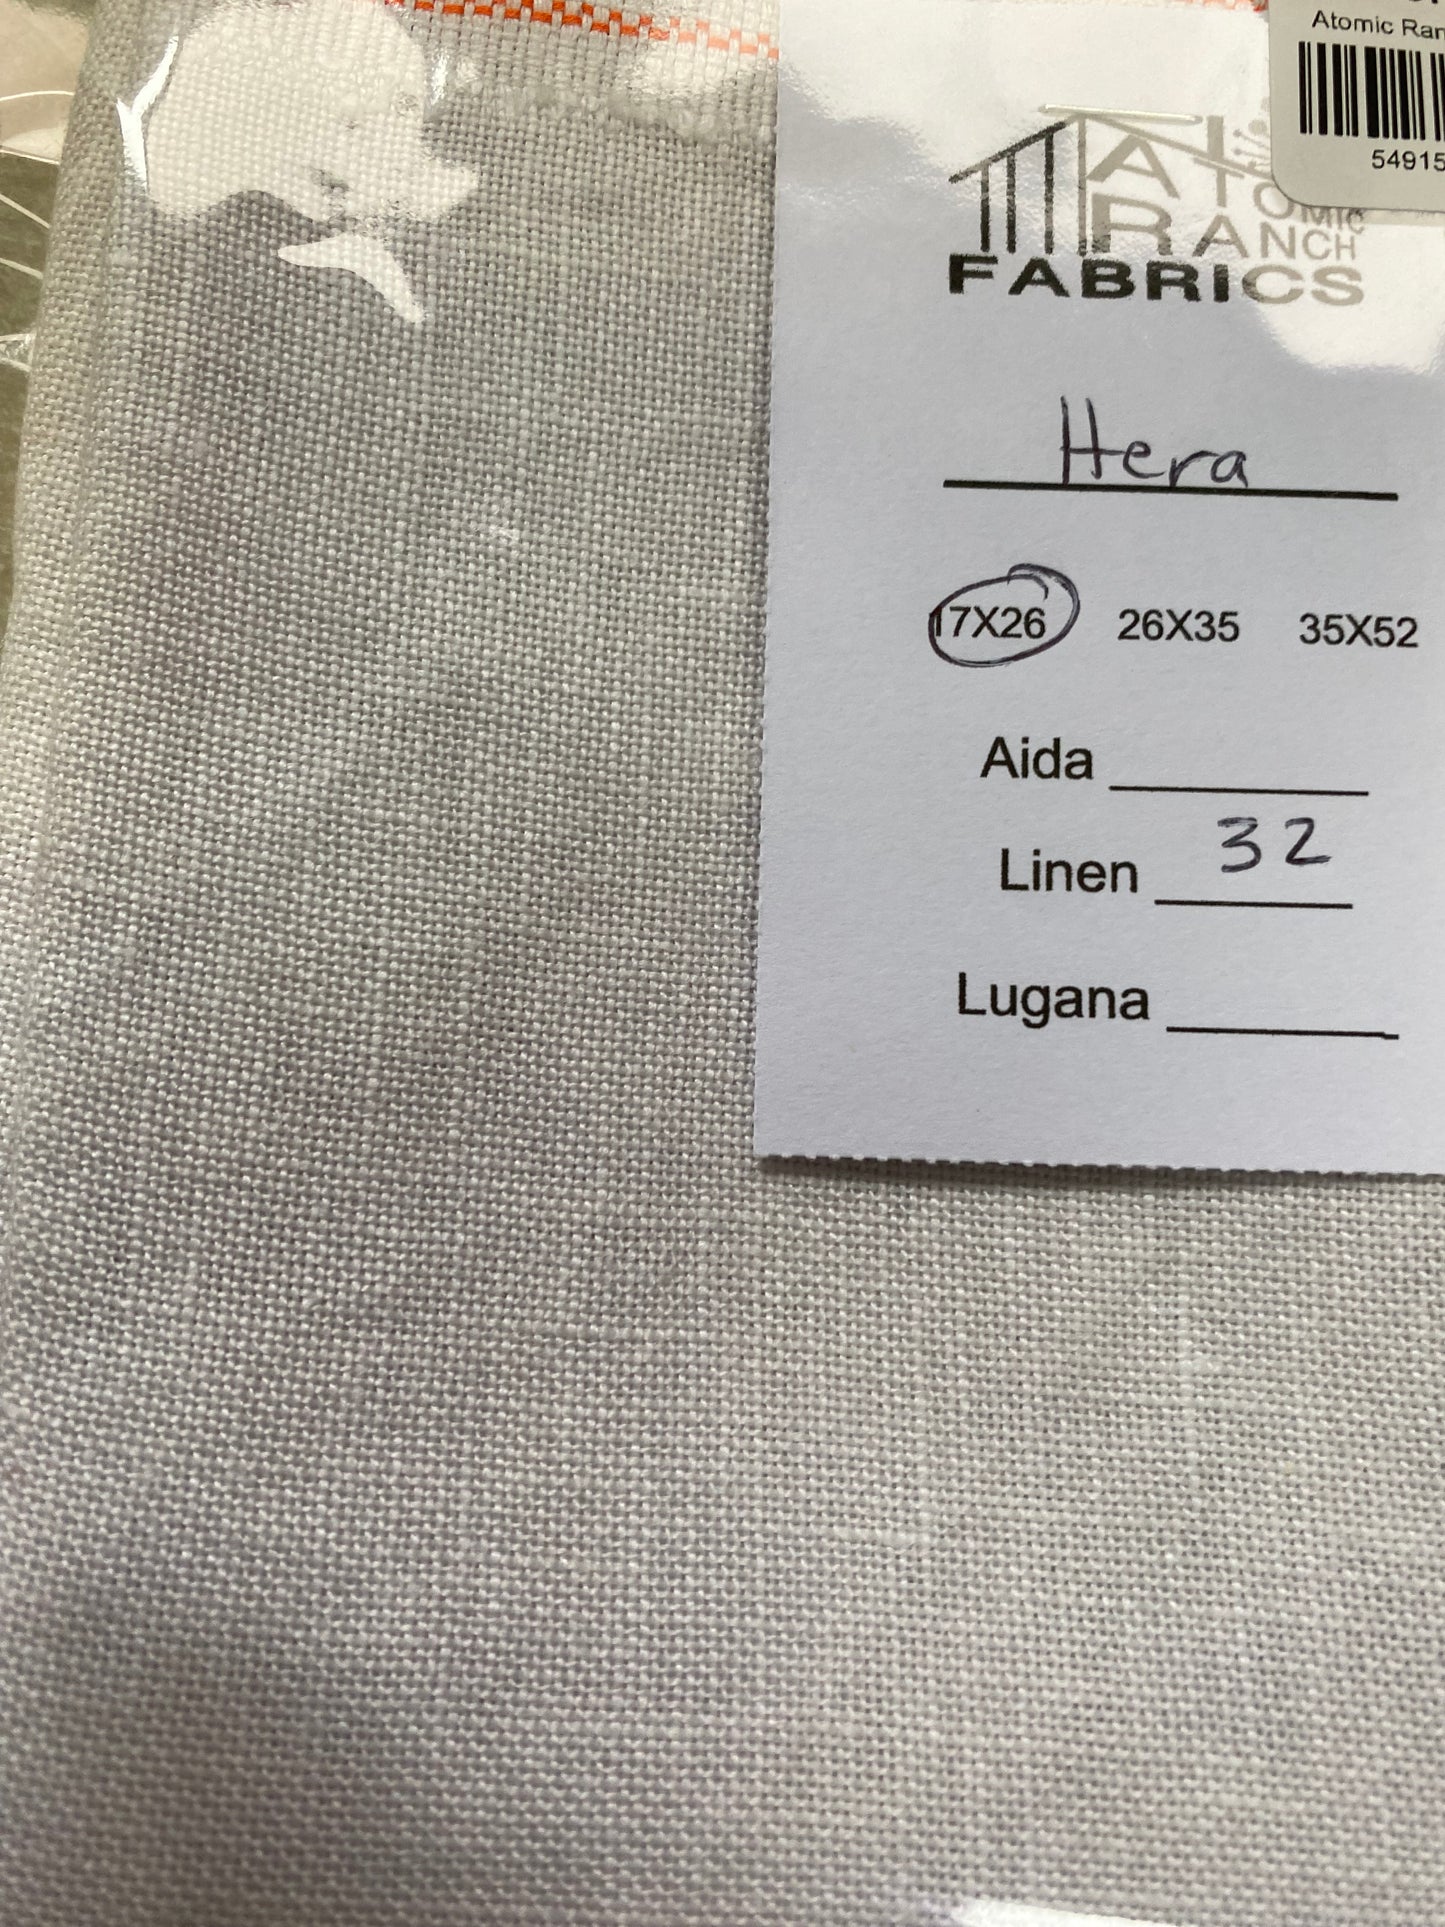 Atomic Ran
54915
ATOMIC
RANCH
FABRICS
Hera
17X26 26X35 35X52
Aida
Linen 32
Lugana